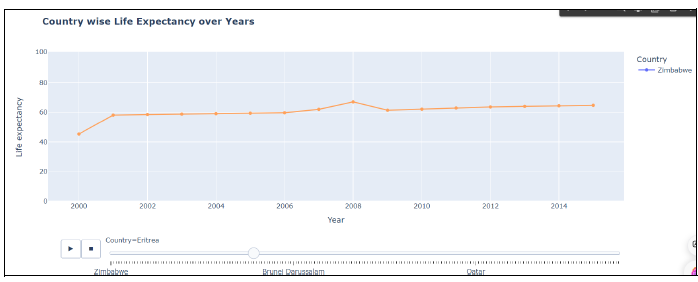 Country wise Life Expectancy over Years
100
80
60
40
20
0
Life expectancy
2000 2002 2004 2006 2008 2010 2012 2014
Year
Country
Zimbabwe
Country=Eritrea
Zimbabwe Brunei Darussalam Qatar